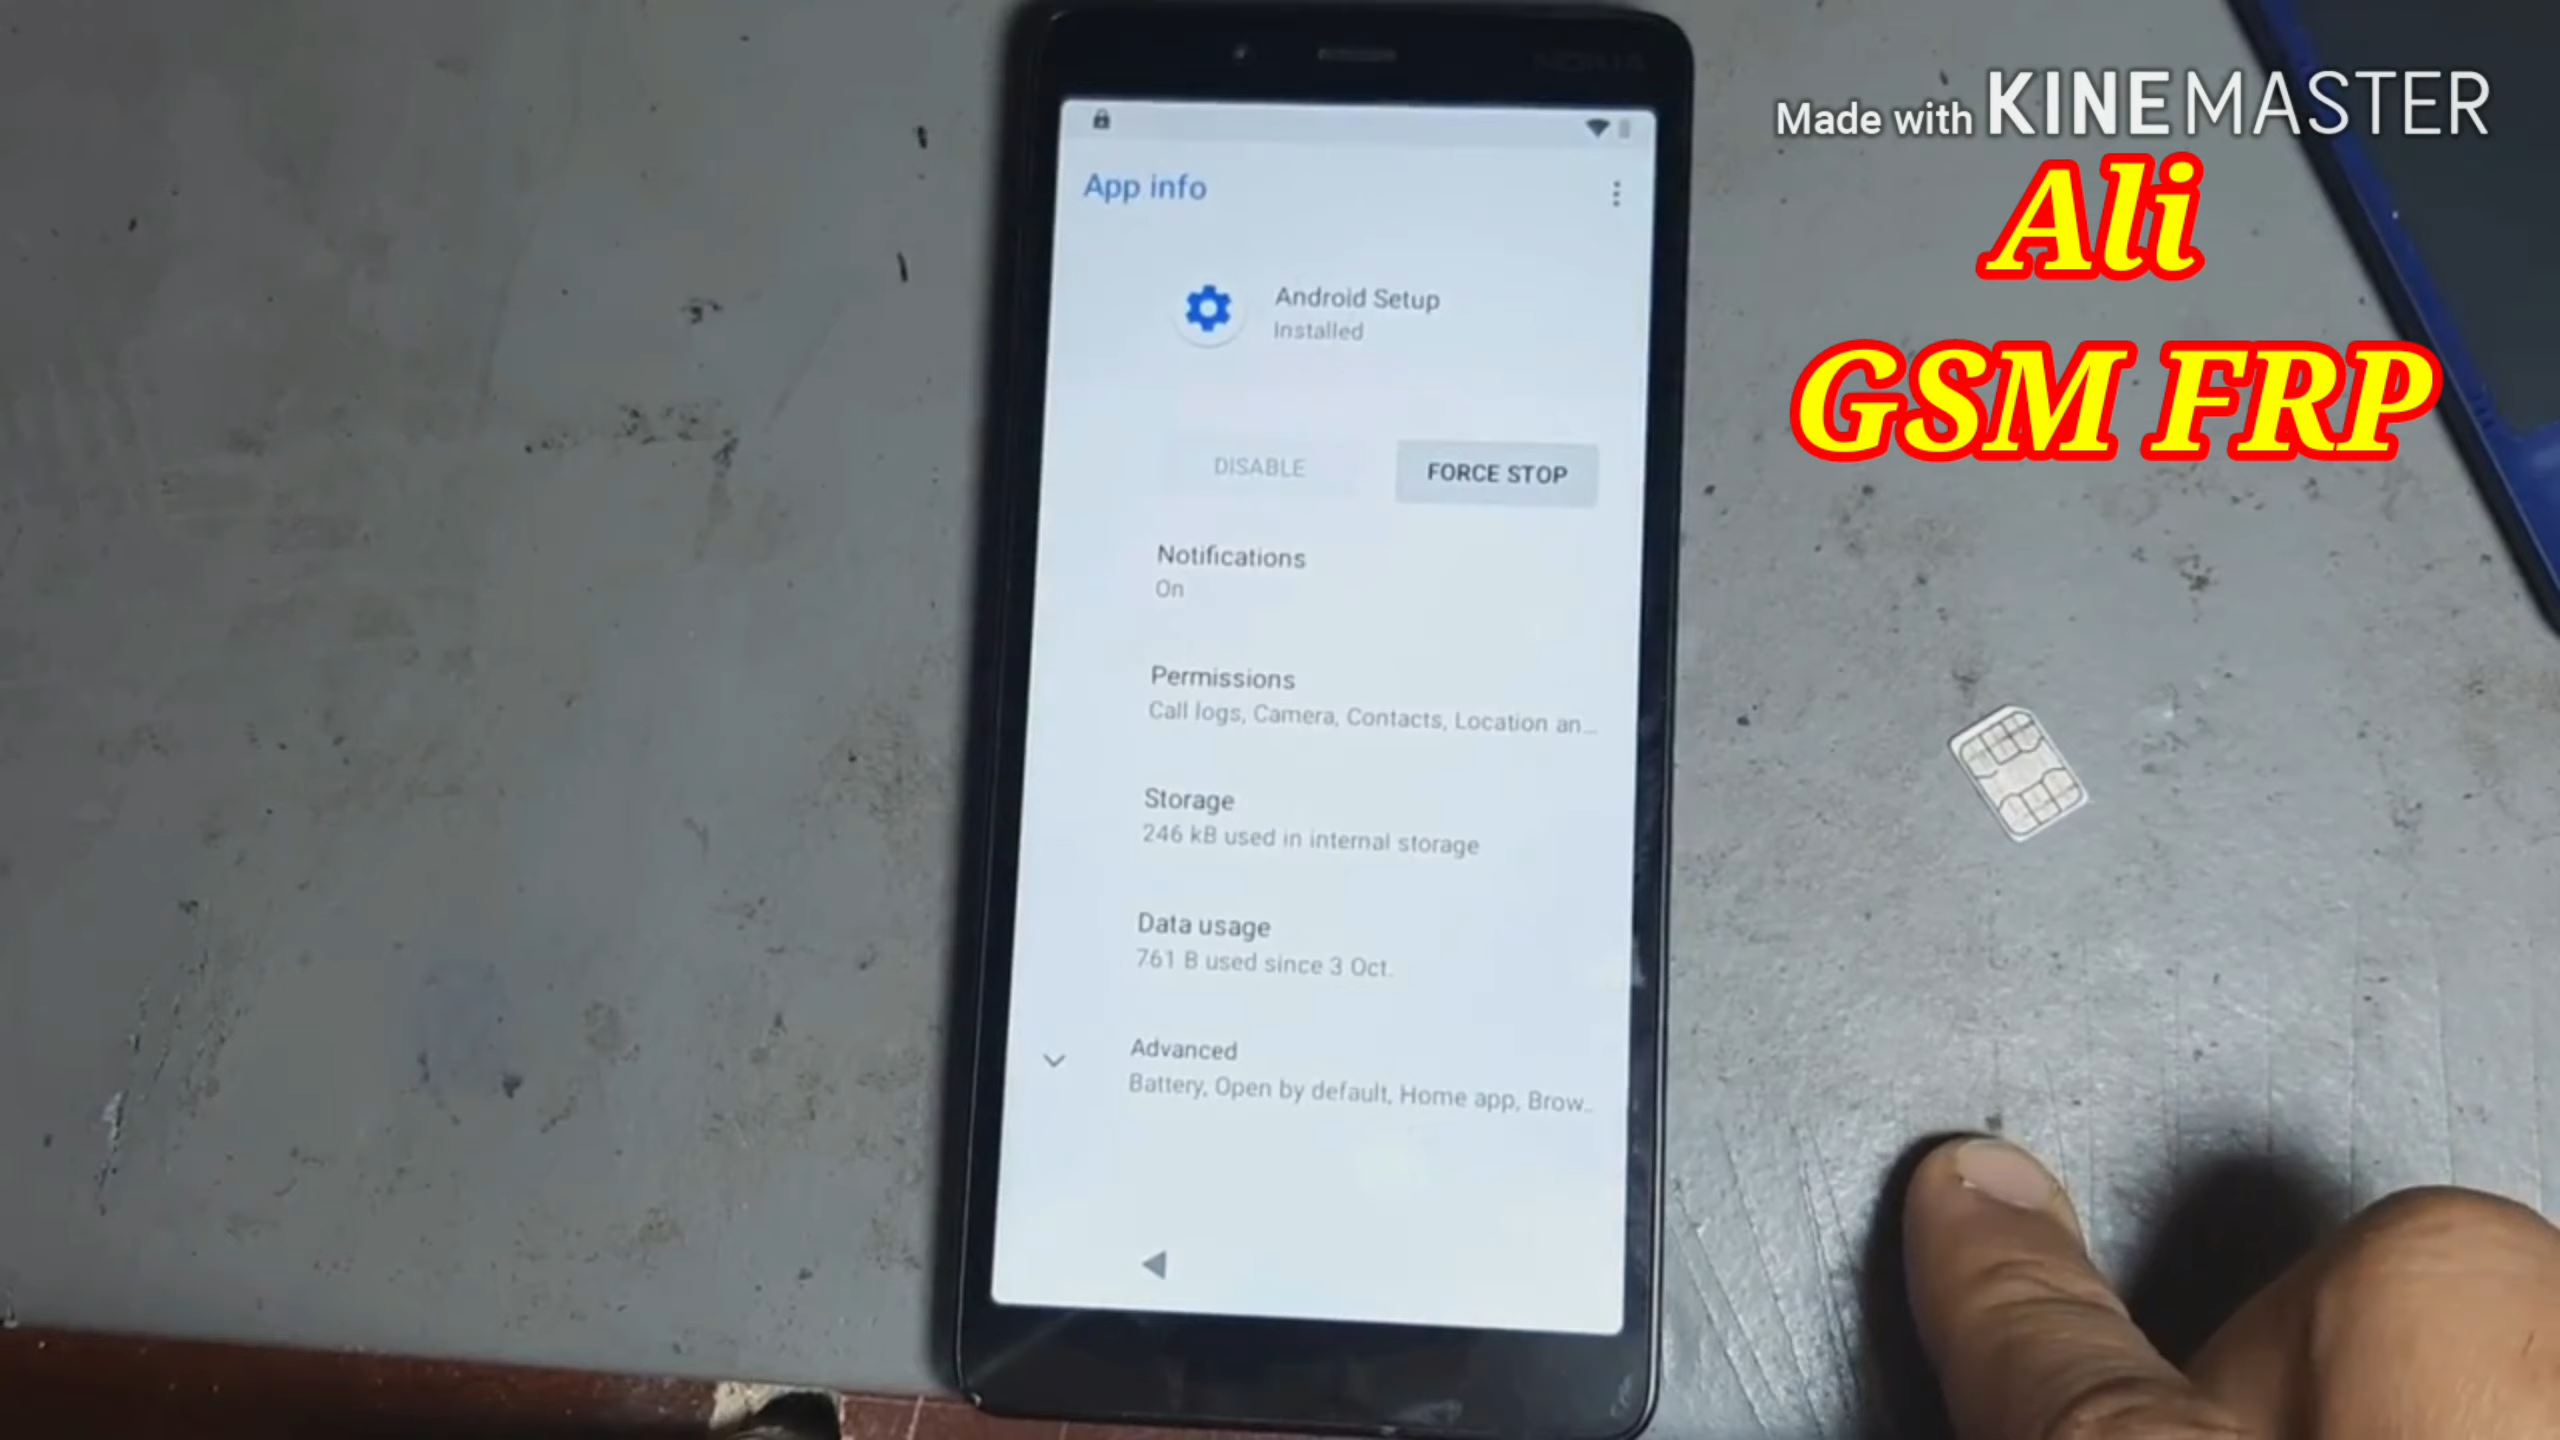 NOKIA
Made with KINEMASTER
Ali
GSM FRP
App info
Android Setup
Installed
DISABLE
FORCE STOP
Notifications
On
Permissions
Call logs, Camera, Contacts, Location an...
Storage
246 kB used in internal storage
Data usage
761 B used since 3 Oct.
Advanced
Battery, Open by default, Home app, Brow..